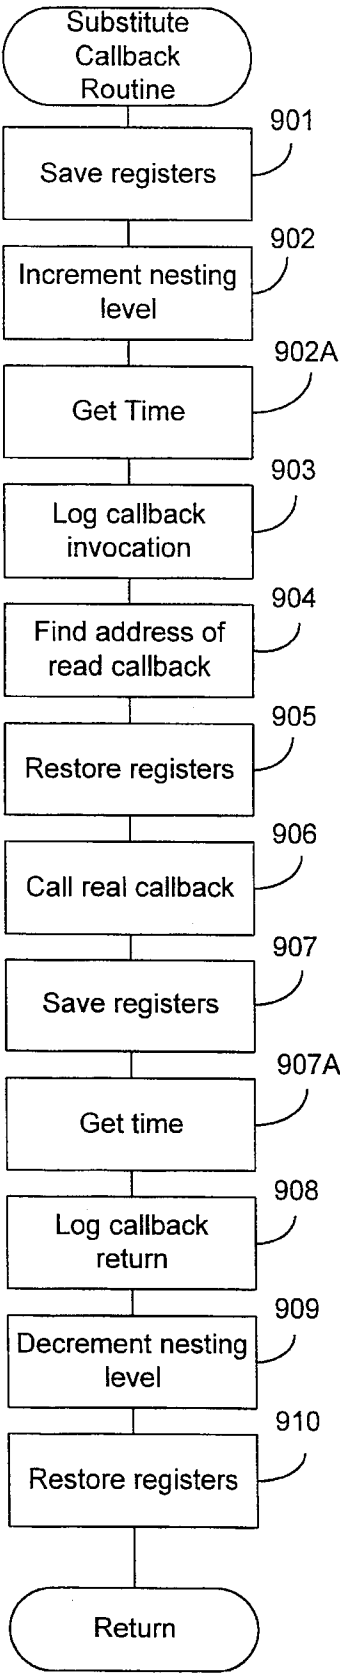 Substitute
Callback
Routine
901
Save registers
902
Increment nesting
level
902A
Get Time
903
Log callback
invocation
904
Find address of
read callback
905
Restore registers
906
Call real callback
907
Save registers
907A
Get time
908
Log callback
return
909
Decrement nesting
level
910
Restore registers
Return